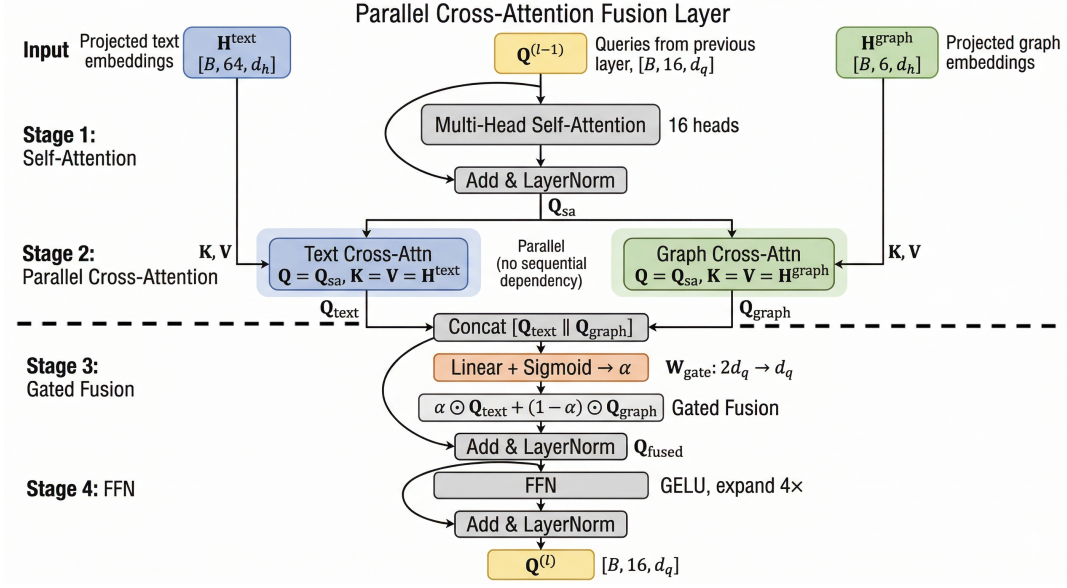 Parallel Cross-Attention Fusion Layer
Input
Projected text
embeddings
H^text
[B, 64, d_h]
Q^(l−1)
Queries from previous
layer, [B, 16, d_q]
H^graph
[B, 6, d_h]
Projected graph
embeddings
Stage 1:
Self-Attention
Multi-Head Self-Attention
16 heads
Add & LayerNorm
Q_sa
Stage 2:
Parallel Cross-Attention
K, V
Text Cross-Attn
Q = Q_sa, K = V = H^text
Parallel
(no sequential
dependency)
Graph Cross-Attn
Q = Q_sa, K = V = H^graph
K, V
Q_text
Q_graph
Concat [Q_text ∥ Q_graph]
Stage 3:
Gated Fusion
Linear + Sigmoid → α
W_gate: 2d_q → d_q
α ⊙ Q_text + (1 − α) ⊙ Q_graph
Gated Fusion
Add & LayerNorm
Q_fused
Stage 4: FFN
FFN
GELU, expand 4×
Add & LayerNorm
Q^(l)
[B, 16, d_q]